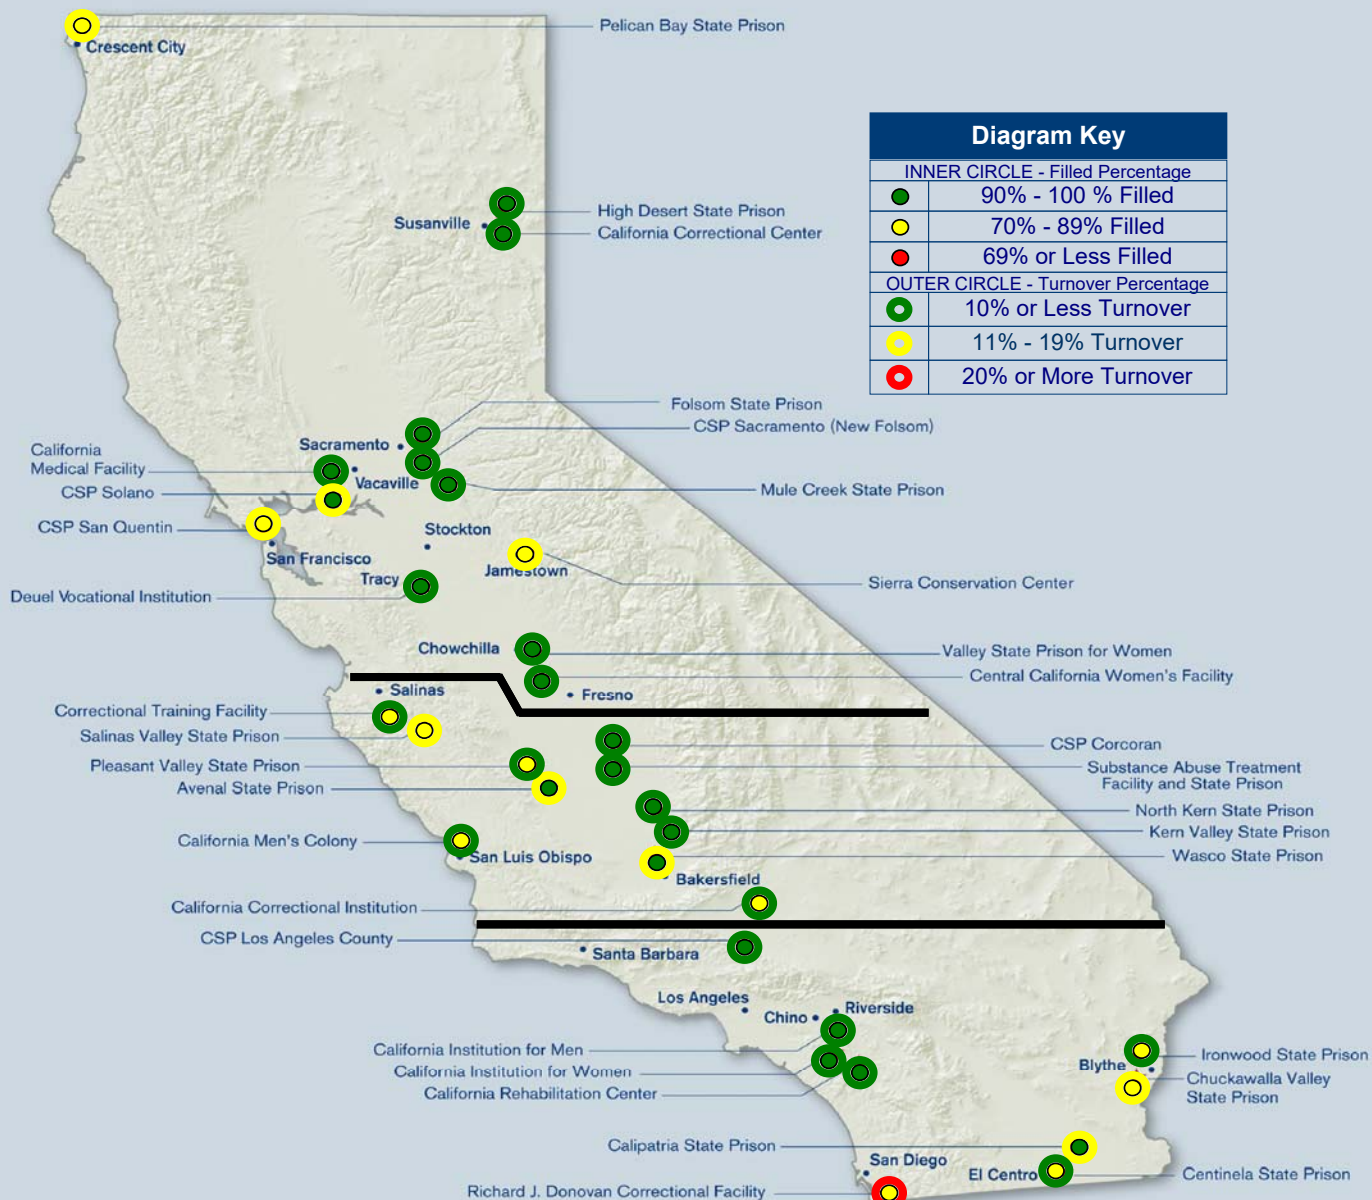 Pelican Bay State Prison
Crescent City
Diagram Key
INNER CIRCLE - Filled Percentage
90% - 100 % Filled
70% - 89% Filled
69% or Less Filled
OUTER CIRCLE - Turnover Percentage
10% or Less Turnover
11% - 19% Turnover
20% or More Turnover
High Desert State Prison
Susanville
California Correctional Center
Folsom State Prison
CSP Sacramento (New Folsom)
Sacramento
California
Medical Facility
Vacaville
CSP Solano
Mule Creek State Prison
CSP San Quentin
Stockton
San Francisco
Jamestown
Tracy
Sierra Conservation Center
Deuel Vocational Institution
Chowchilla
Valley State Prison for Women
Central California Women's Facility
Salinas
Fresno
Correctional Training Facility
Salinas Valley State Prison
CSP Corcoran
Pleasant Valley State Prison
Substance Abuse Treatment
Facility and State Prison
Avenal State Prison
North Kern State Prison
Kern Valley State Prison
California Men's Colony
San Luis Obispo
Wasco State Prison
Bakersfield
California Correctional Institution
CSP Los Angeles County
Santa Barbara
Los Angeles
Riverside
Chino
California Institution for Men
Ironwood State Prison
Blythe
California Institution for Women
Chuckawalla Valley
State Prison
California Rehabilitation Center
Calipatria State Prison
San Diego
El Centro
Centinela State Prison
Richard J. Donovan Correctional Facility